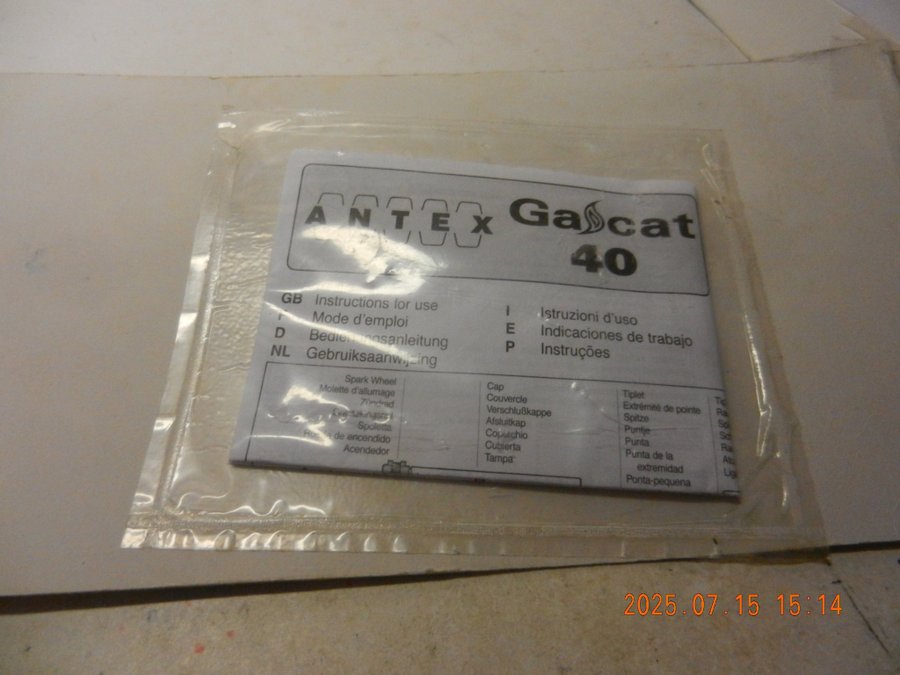 ANTEX Gascat
40
GB Instructions for use
F Mode d'emploi
D Bedienungsanleitung
NL Gebruiksaanwijzing
I Istruzioni d'uso
E Indicaciones de trabajo
P Instruções
Spark Wheel
Molette d'allumage
Zündrad
Spoletta
de encendido
Acendedor
Cap
Couvercle
Verschlußkappe
Afsluitkap
Copiechio
Cubierta
Tampa
Tiplet
Extrémité de pointe
Spitze
Puntje
Punta
Punta de la
extremidad
Ponta-pequena
2025.07.15 15:14